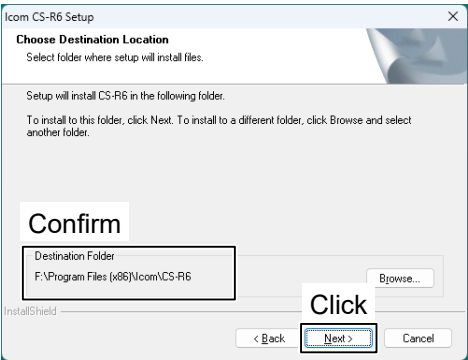 Icom CS-R6 Setup
Choose Destination Location
Select folder where setup will install files.
Setup will install CS-R6 in the following folder.
To install to this folder, click Next. To install to a different folder, click Browse and select
another folder.
Confirm
Destination Folder
F:\Program Files (x86)\Icom\CS-R6
Browse...
InstallShield
Click
< Back
Next >
Cancel